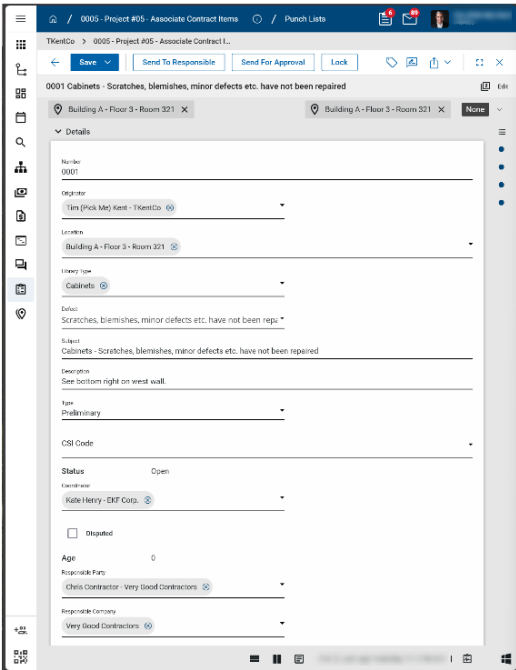 0005 - Project #05 - Associate Contract Items / Punch Lists
TKentCo > 0005 - Project #05 - Associate Contract I...
Save Send To Responsible Send For Approval Lock
0001 Cabinets - Scratches, blemishes, minor defects etc. have not been repaired Edit
Building A - Floor 3 - Room 321 X Building A - Floor 3 - Room 321 X None
Details
Number
0001
Originator
Tim (Pick Me) Kent - TKentCo
Location
Building A - Floor 3 - Room 321
Library Type
Cabinets
Defect
Scratches, blemishes, minor defects etc. have not been repa
Subject
Cabinets - Scratches, blemishes, minor defects etc. have not been repaired
Description
See bottom right on west wall.
Type
Preliminary
CSI Code
Status Open
Coordinator
Kate Henry - EKF Corp.
Disputed
Age 0
Responsible Party
Chris Contractor - Very Good Contractors
Responsible Company
Very Good Contractors